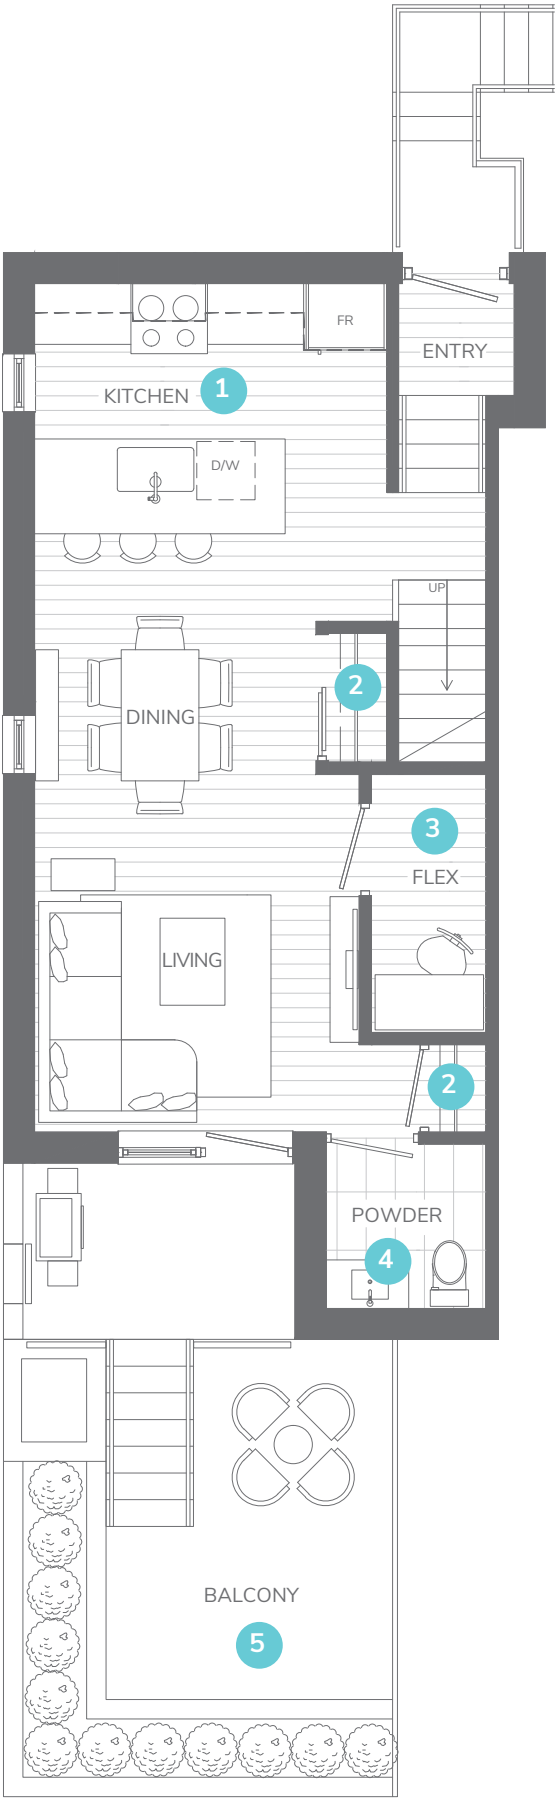 FR
ENTRY
KITCHEN 1
D/W
UP
2
DINING
3
FLEX
LIVING
2
POWDER
4
BALCONY
5